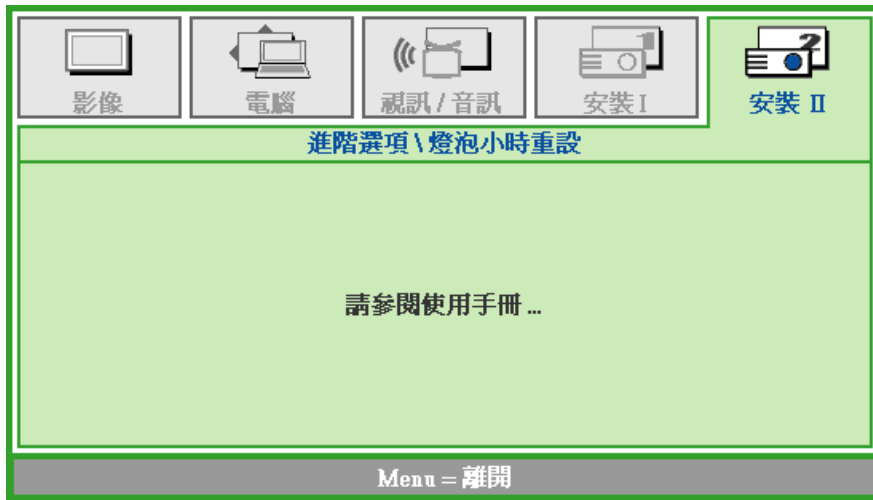 影像
電腦
視訊 / 音訊
安裝 I
安裝 II
進階選項 \ 燈泡小時重設
請參閱使用手冊 ...
Menu = 離開